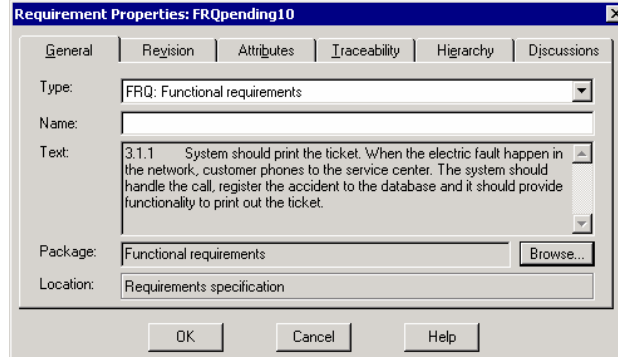 Requirement Properties: FRQpending10
General Revision Attributes Traceability Hierarchy Discussions
Type: FRQ: Functional requirements
Name:
Text: 3.1.1 System should print the ticket. When the electric fault happen in
the network, customer phones to the service center. The system should
handle the call, register the accident to the database and it should provide
functionality to print out the ticket.
Package: Functional requirements Browse...
Location: Requirements specification
OK Cancel Help